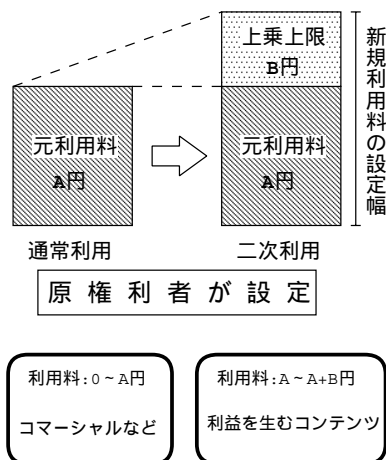 上乗上限
B円
元利用料
A円
元利用料
A円
新規利用料の設定幅
通常利用
二次利用
原権利者が設定
利用料:0~A円
コマーシャルなど
利用料:A~A+B円
利益を生むコンテンツ